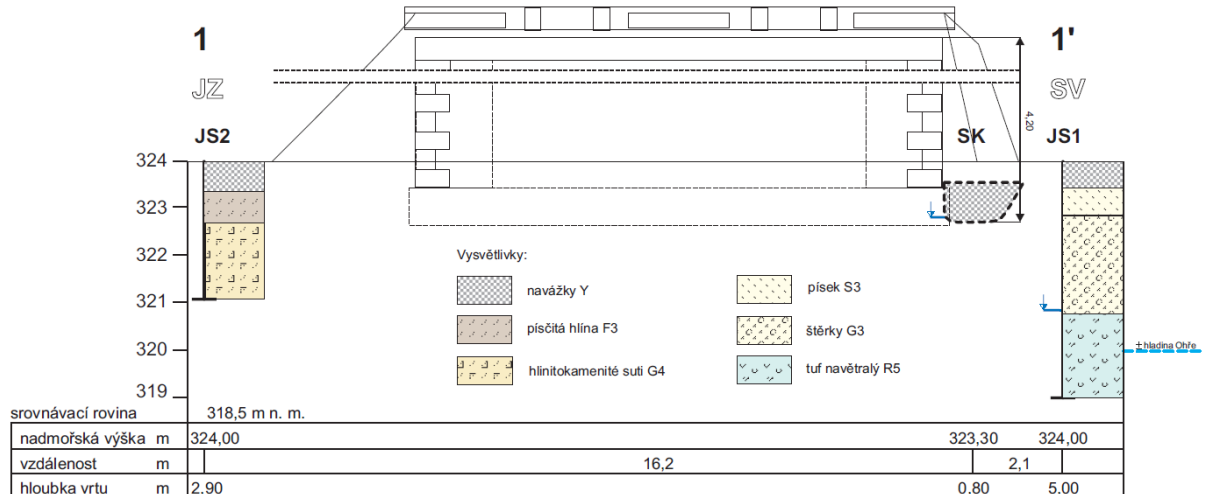 1
1'
JZ
SV
JS2
SK
JS1
4,20
324
323
322
321
320
319
Vysvětlivky:
navážky Y
písčitá hlína F3
hlinitokamenité suti G4
písek S3
štěrky G3
tuf navětralý R5
± hladina Ohře
srovnávací rovina 318,5 m n. m.
nadmořská výška m 324,00 323,30 324,00
vzdálenost m 16,2 2,1
hloubka vrtu m 2.90 0.80 5.00